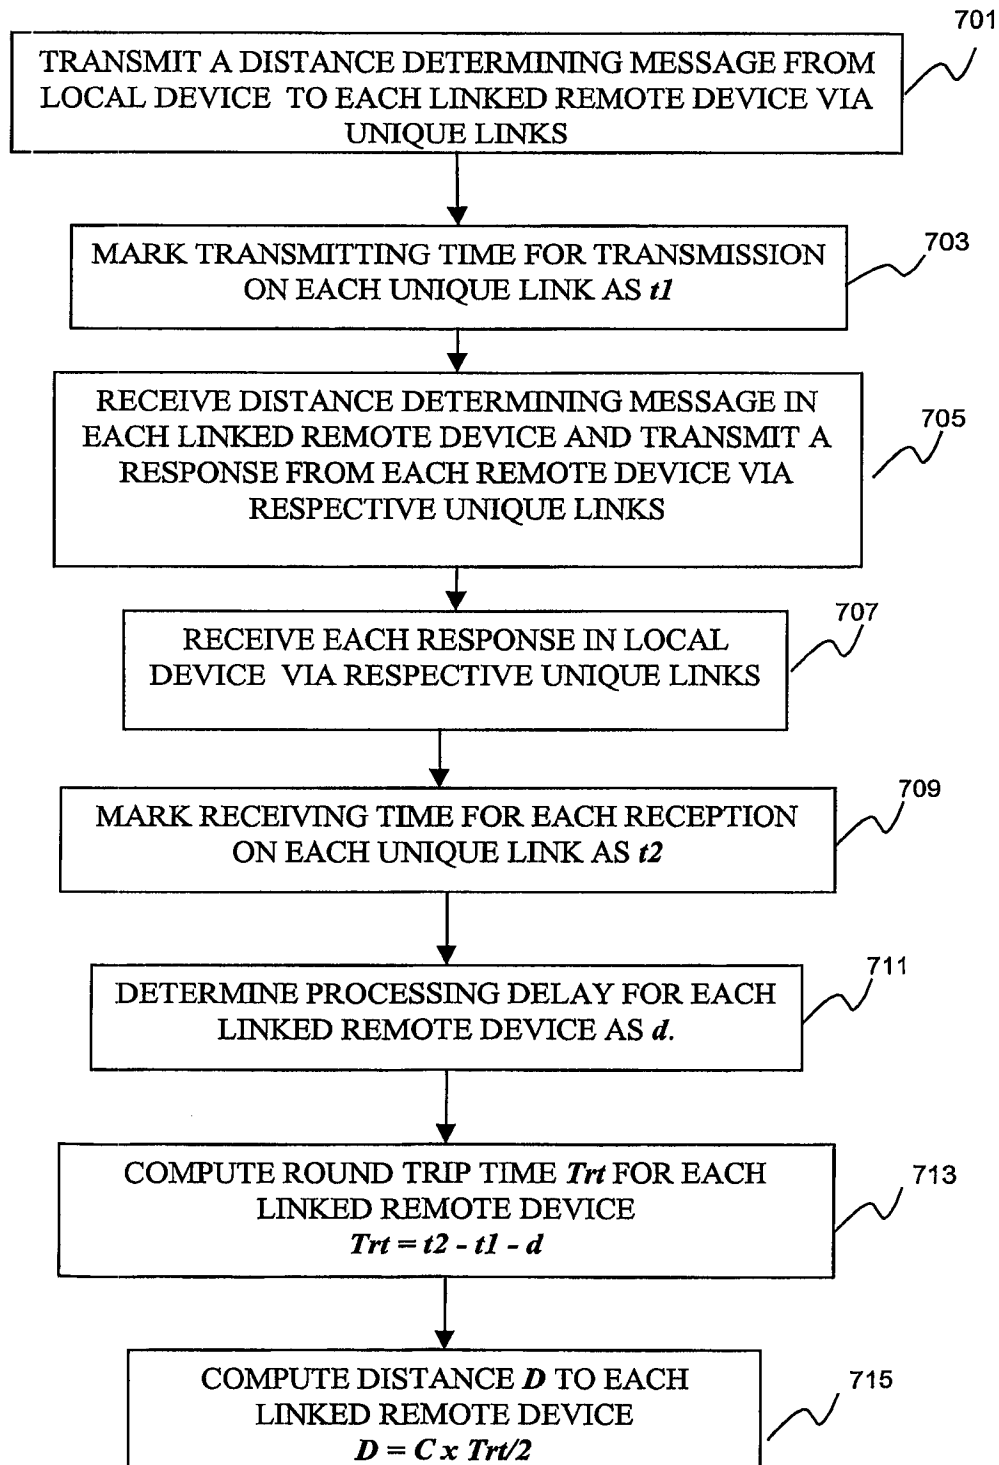 701
TRANSMIT A DISTANCE DETERMINING MESSAGE FROM
LOCAL DEVICE TO EACH LINKED REMOTE DEVICE VIA
UNIQUE LINKS
703
MARK TRANSMITTING TIME FOR TRANSMISSION
ON EACH UNIQUE LINK AS t1
705
RECEIVE DISTANCE DETERMINING MESSAGE IN
EACH LINKED REMOTE DEVICE AND TRANSMIT A
RESPONSE FROM EACH REMOTE DEVICE VIA
RESPECTIVE UNIQUE LINKS
707
RECEIVE EACH RESPONSE IN LOCAL
DEVICE VIA RESPECTIVE UNIQUE LINKS
709
MARK RECEIVING TIME FOR EACH RECEPTION
ON EACH UNIQUE LINK AS t2
711
DETERMINE PROCESSING DELAY FOR EACH
LINKED REMOTE DEVICE AS d.
713
COMPUTE ROUND TRIP TIME Trt FOR EACH
LINKED REMOTE DEVICE
Trt = t2 - t1 - d
715
COMPUTE DISTANCE D TO EACH
LINKED REMOTE DEVICE
D = C x Trt/2